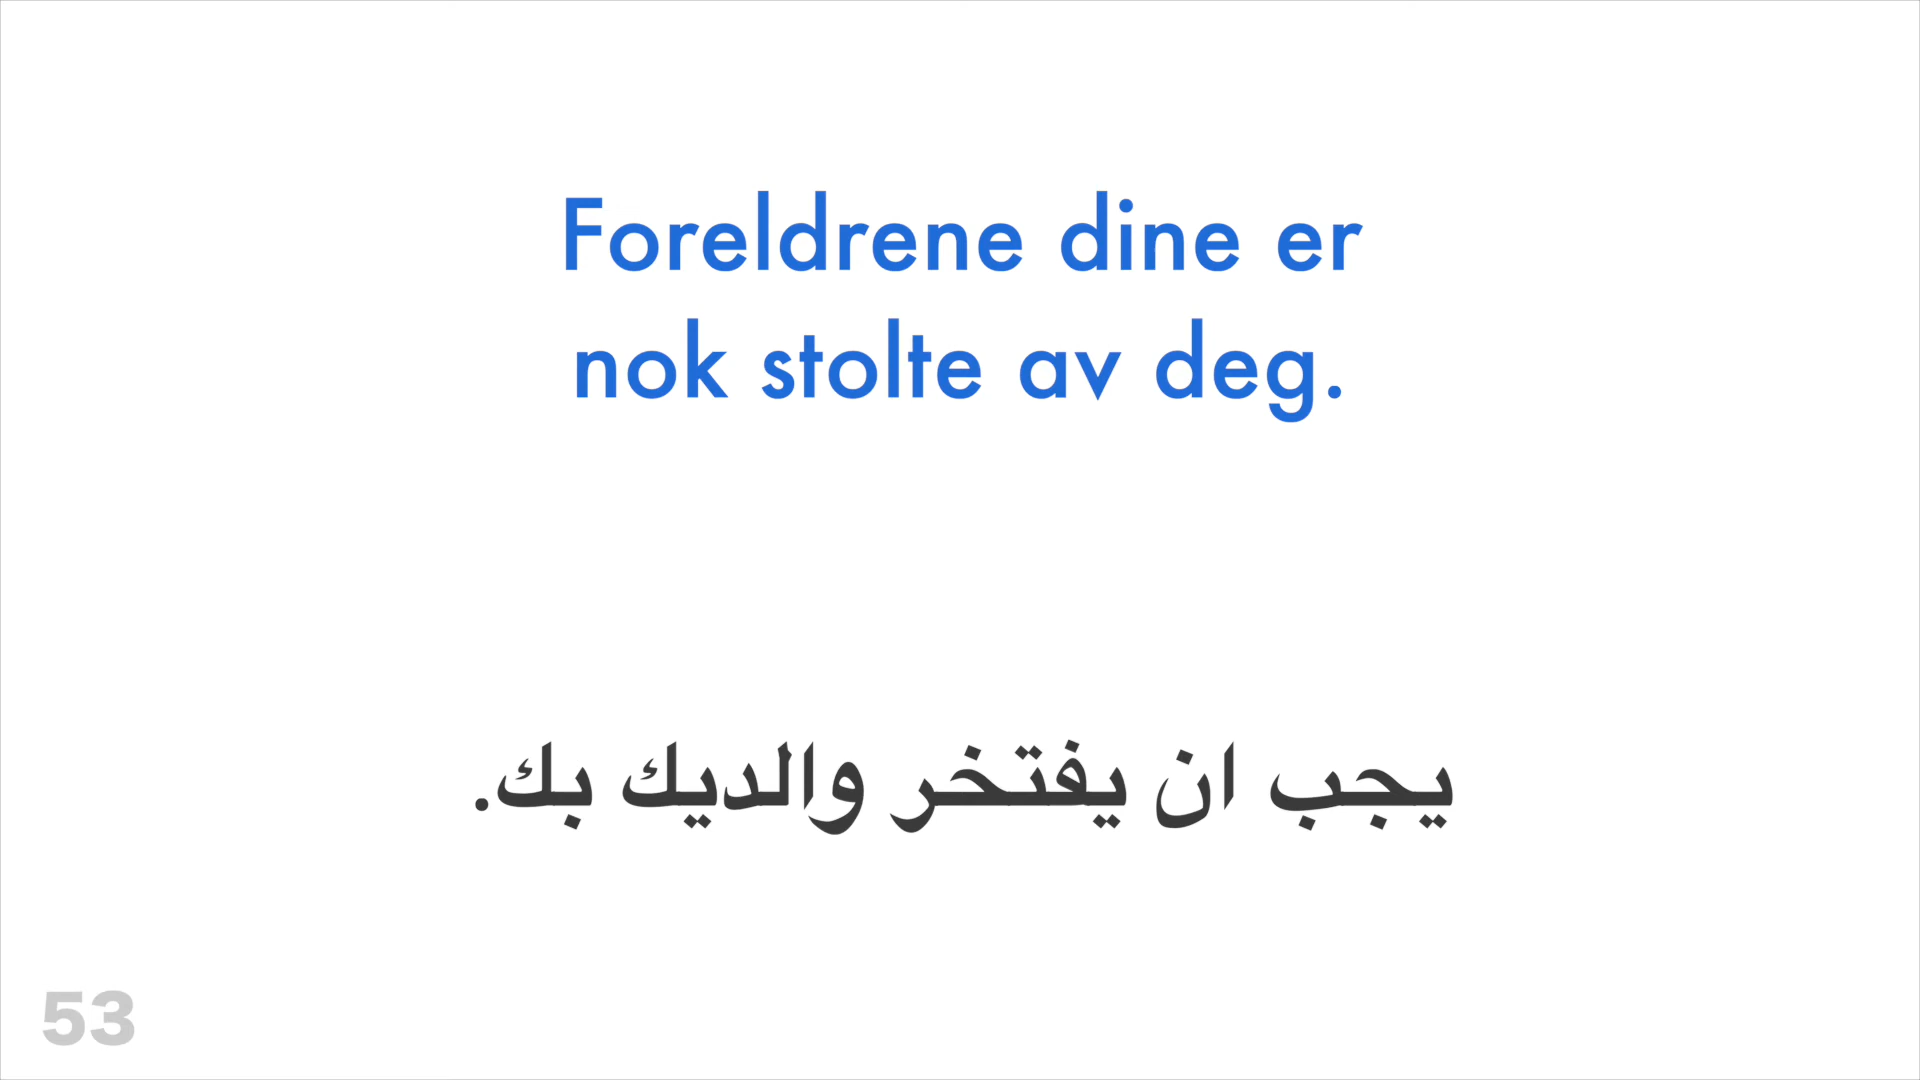 Foreldrene dine er
nok stolte av deg.
يجب ان يفتخر والديك بك.
53